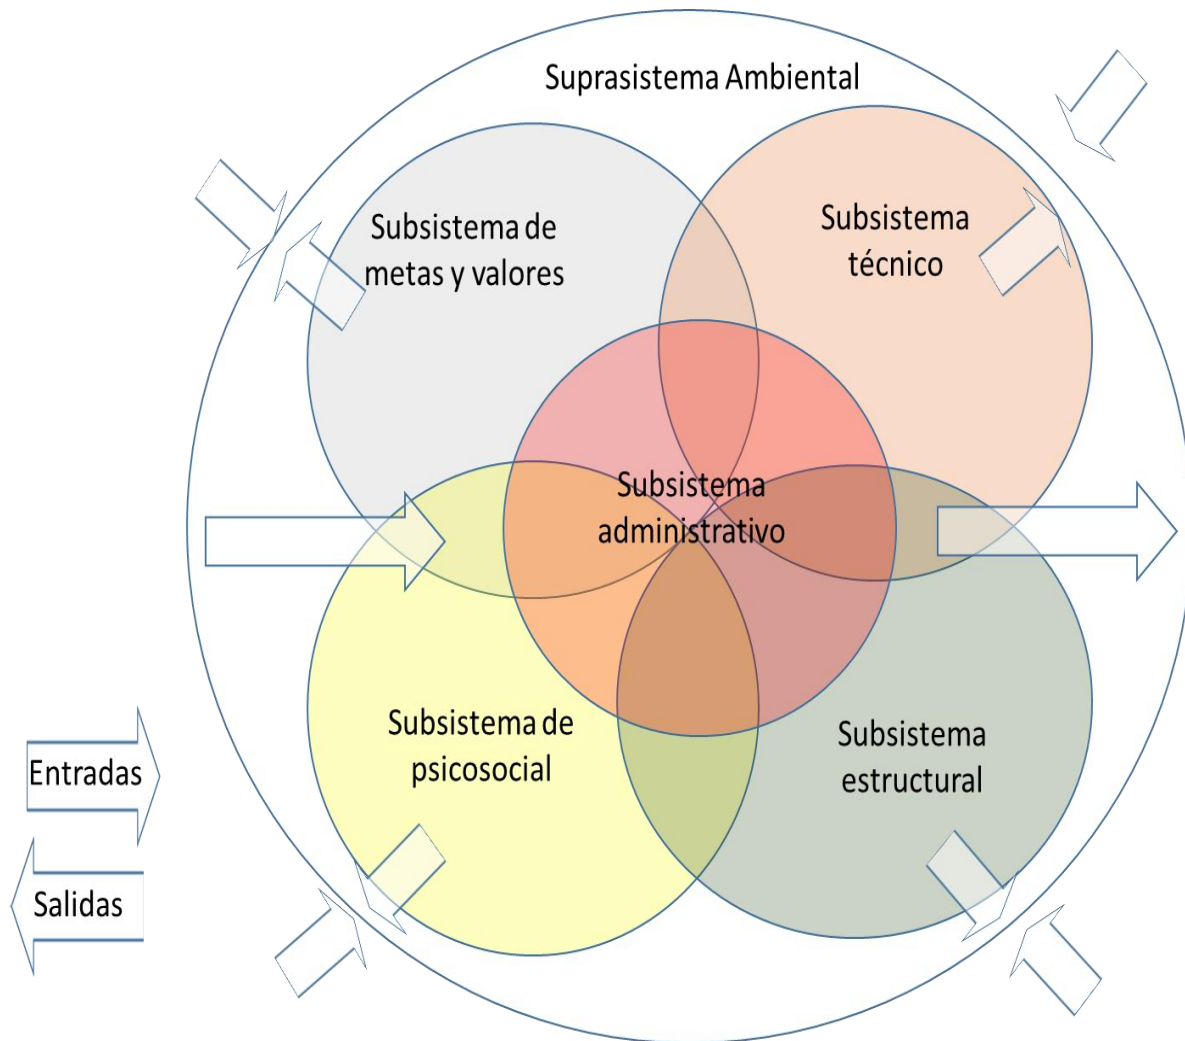 Suprasistema Ambiental
Subsistema de
metas y valores
Subsistema
técnico
Subsistema
administrativo
Subsistema de
psicosocial
Subsistema
estructural
Entradas
Salidas